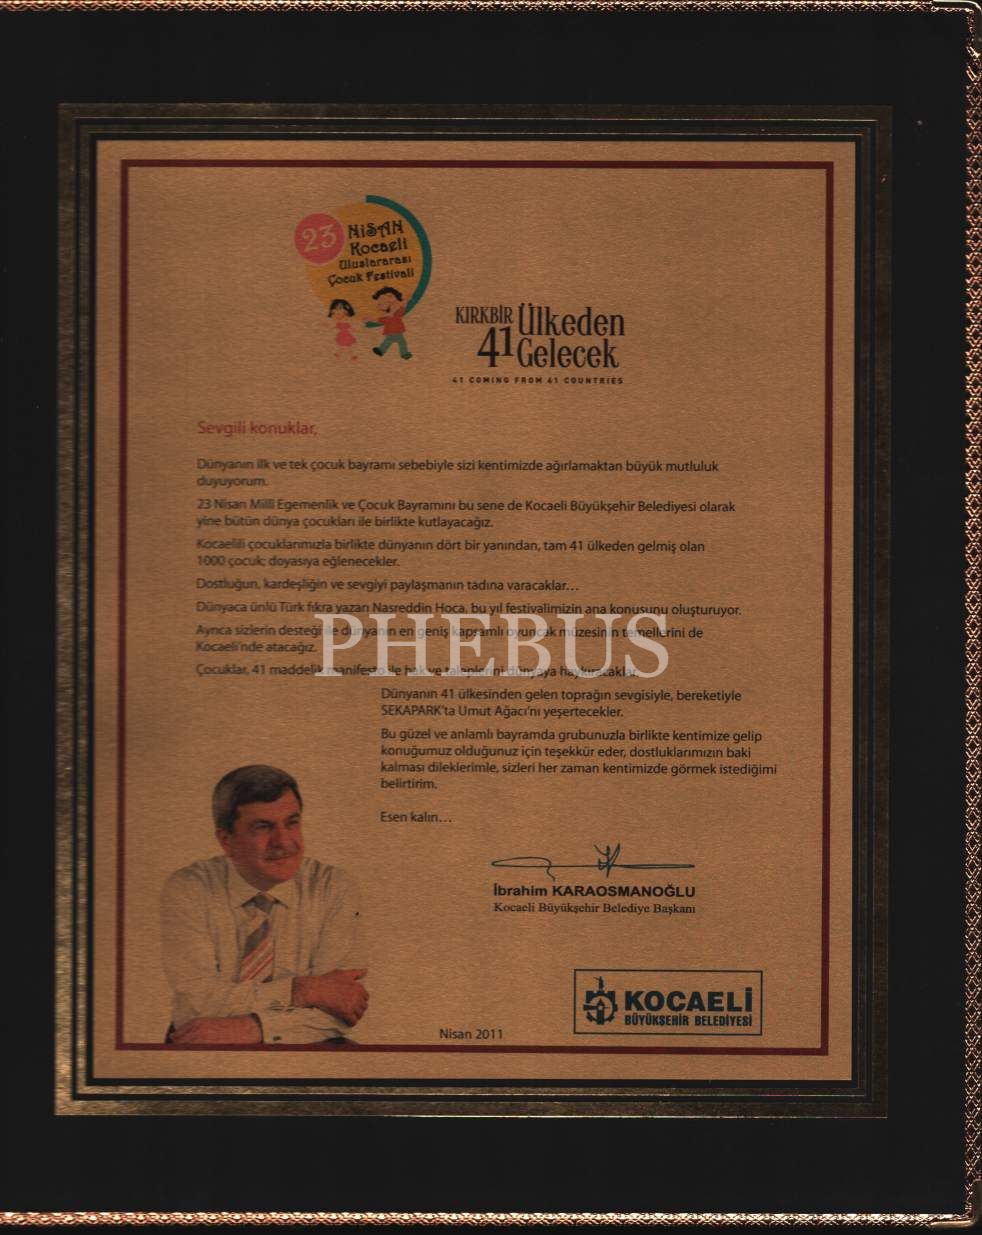 23 NiSAN
Kocaeli
Uluslararası
Çocuk Festivali
KIRKBİR Ülkeden
41 Gelecek
41 COMING FROM 41 COUNTRIES
Sevgili konuklar,
Dünyanın ilk ve tek çocuk bayramı sebebiyle sizi kentimizde ağırlamaktan büyük mutluluk
duyuyorum.
23 Nisan Milli Egemenlik ve Çocuk Bayramını bu sene de Kocaeli Büyükşehir Belediyesi olarak
yine bütün dünya çocukları ile birlikte kutlayacağız.
Kocaelili çocuklarımızla birlikte dünyanın dört bir yanından, tam 41 ülkeden gelmiş olan
1000 çocuk; doyasıya eğlenecekler.
Dostluğun, kardeşliğin ve sevgiyi paylaşmanın tadına varacaklar...
Dünyaca ünlü Türk fıkra yazarı Nasreddin Hoca, bu yıl festivalimizin ana konusunu oluşturuyor.
Ayrıca sizlerin desteği ile dünyanın en geniş kapsamlı oyuncak müzesinin temellerini de
Kocaeli'nde atacağız.
PHEBUS
Çocuklar, 41 maddelik manifesto ile hak ve taleplerini dünyaya haykıracaklar.
Dünyanın 41 ülkesinden gelen toprağın sevgisiyle, bereketiyle
SEKAPARK'ta Umut Ağacı'nı yeşertecekler.
Bu güzel ve anlamlı bayramda grubunuzla birlikte kentimize gelip
konuğumuz olduğunuz için teşekkür eder, dostluklarımızın baki
kalması dileklerimle, sizleri her zaman kentimizde görmek istediğimi
belirtirim.
Esen kalın...
İbrahim KARAOSMANOĞLU
Kocaeli Büyükşehir Belediye Başkanı
KOCAELİ
BÜYÜKŞEHİR BELEDİYESİ
Nisan 2011